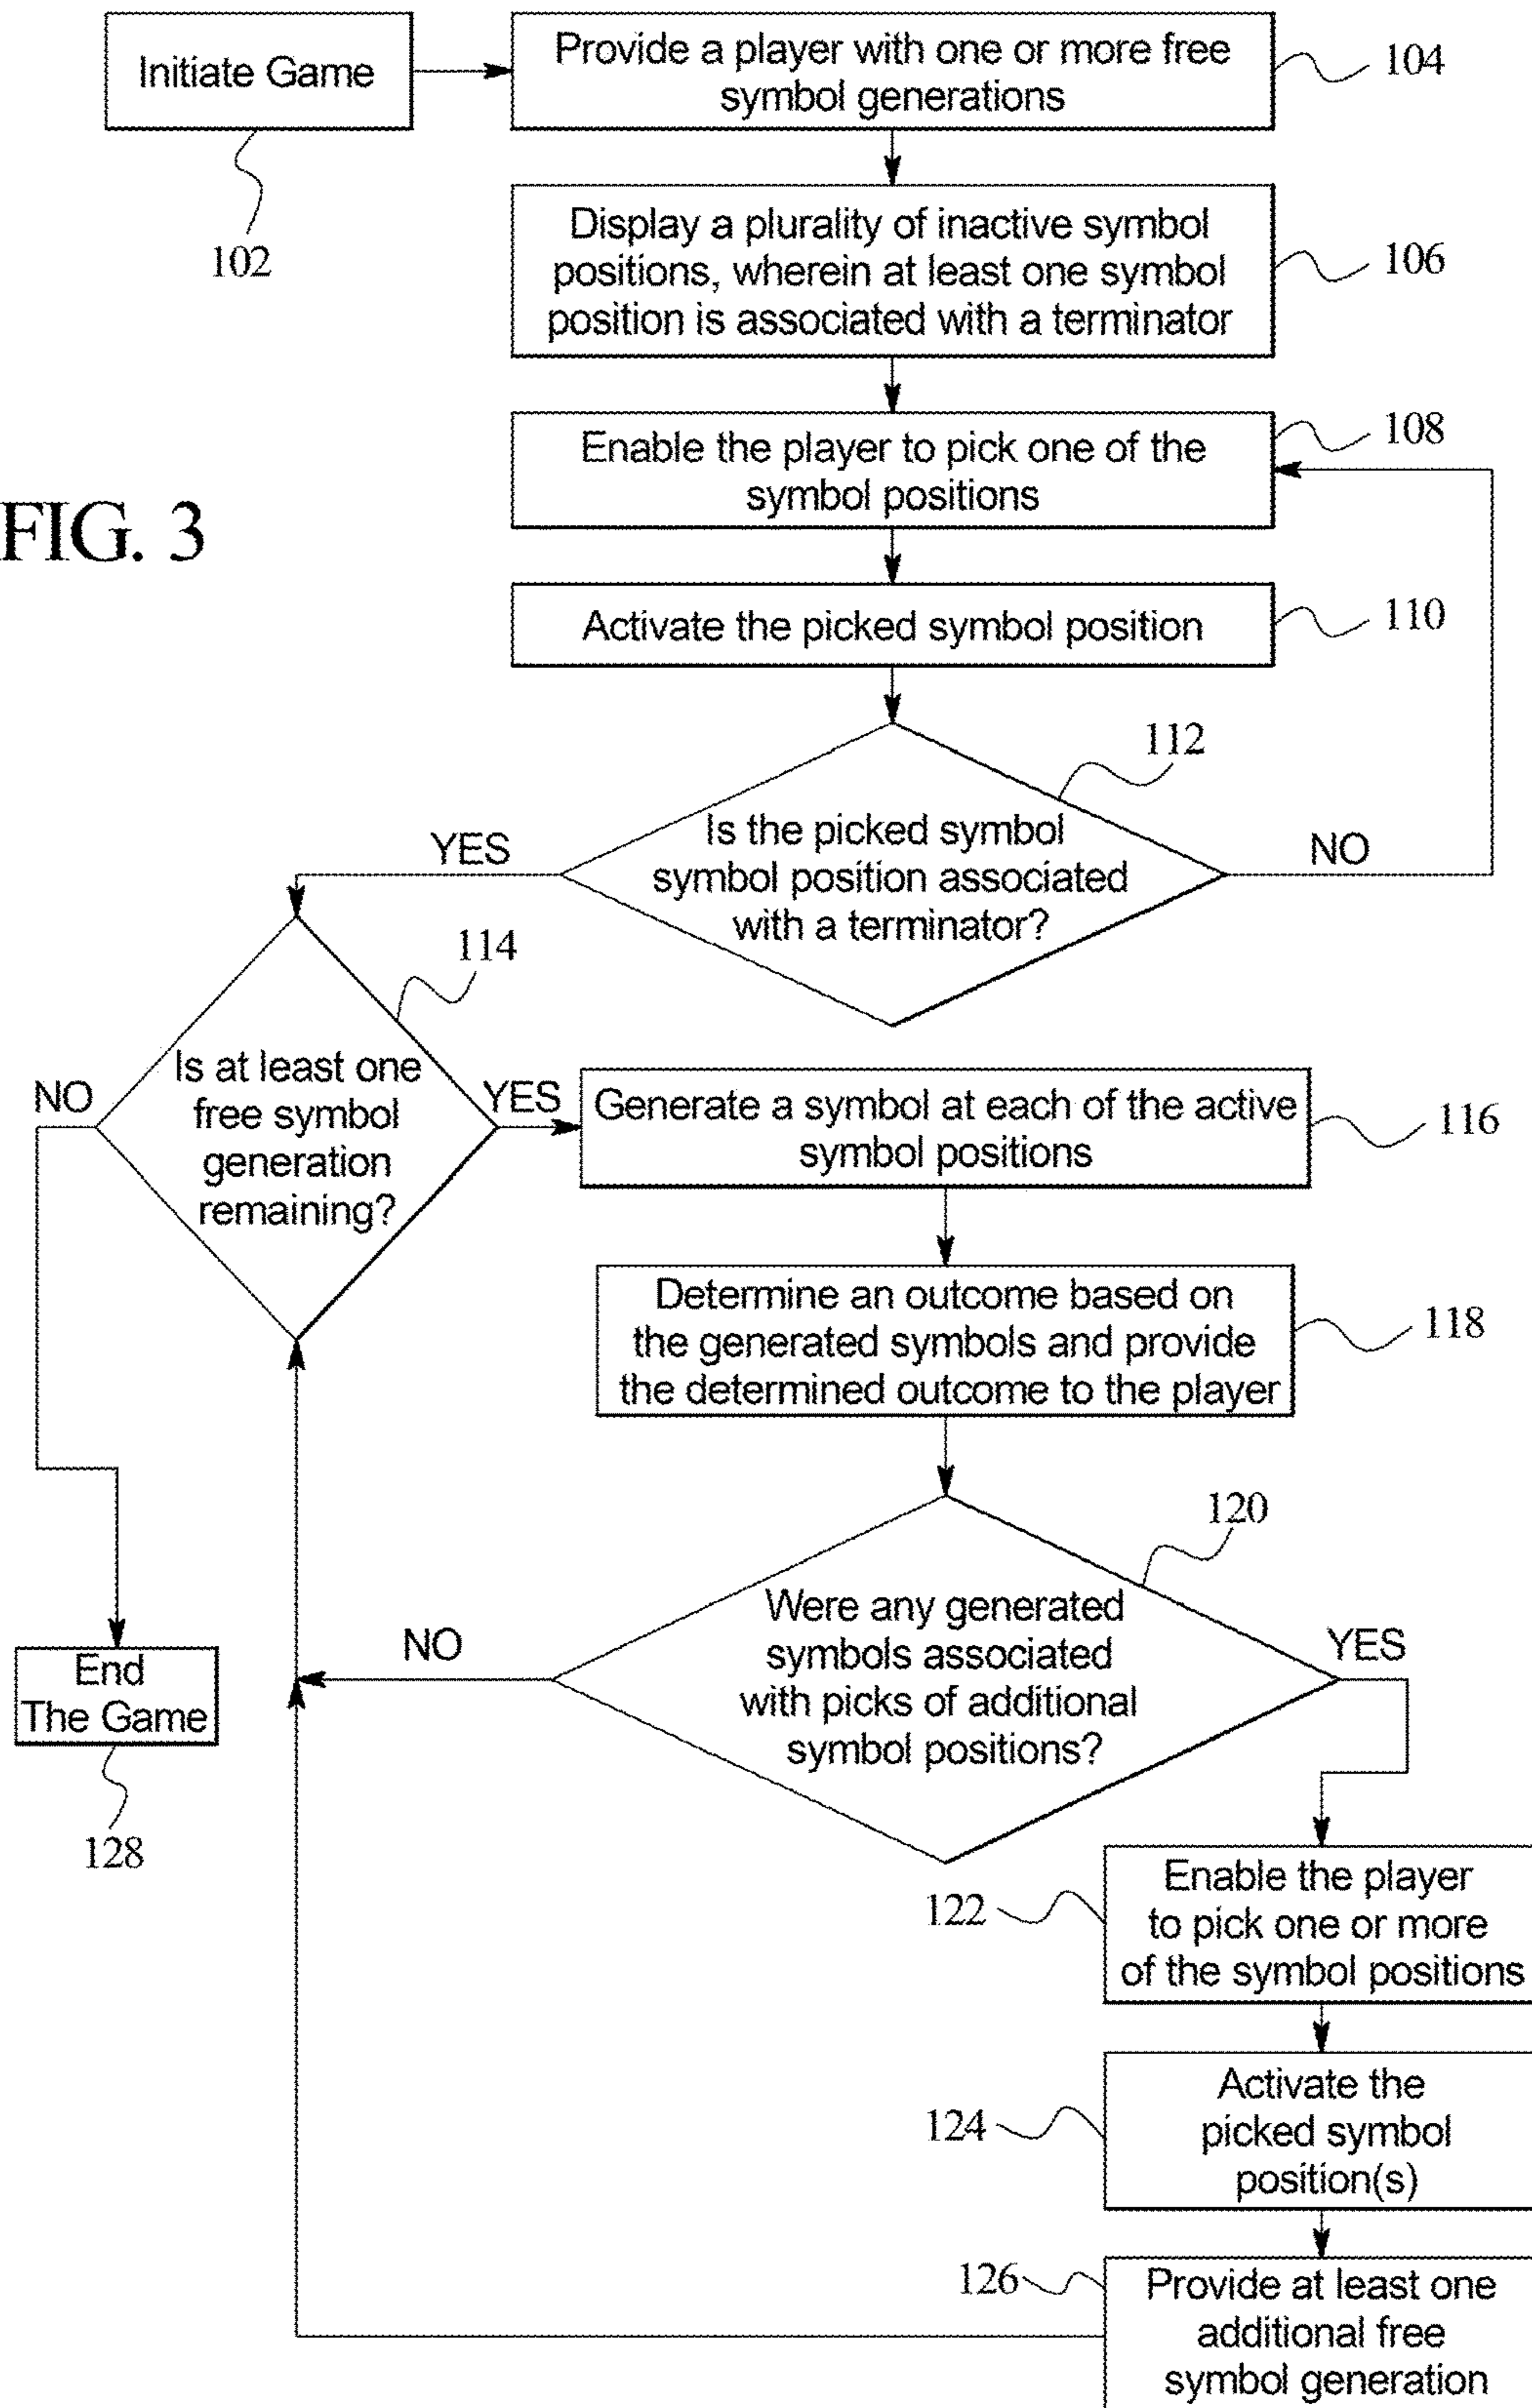 Initiate Game
102
Provide a player with one or more free
symbol generations
104
Display a plurality of inactive symbol
positions, wherein at least one symbol
position is associated with a terminator
106
FIG. 3
Enable the player to pick one of the
symbol positions
108
Activate the picked symbol position
110
112
Is the picked symbol
symbol position associated
with a terminator?
YES
NO
114
Is at least one
free symbol
generation
remaining?
NO
YES
Generate a symbol at each of the active
symbol positions
116
Determine an outcome based on
the generated symbols and provide
the determined outcome to the player
118
120
Were any generated
symbols associated
with picks of additional
symbol positions?
NO
YES
End
The Game
128
Enable the player
to pick one or more
of the symbol positions
122
Activate the
picked symbol
position(s)
124
Provide at least one
additional free
symbol generation
126